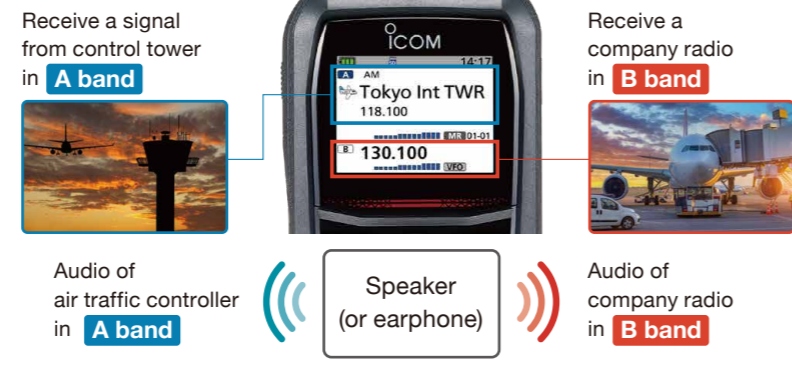 Receive a signal
from control tower
in A band
ICOM
14:17
A AM
Tokyo Int TWR
118.100
MR 01-01
B 130.100
VFO
Receive a
company radio
in B band
Audio of
air traffic controller
in A band
Speaker
(or earphone)
Audio of
company radio
in B band